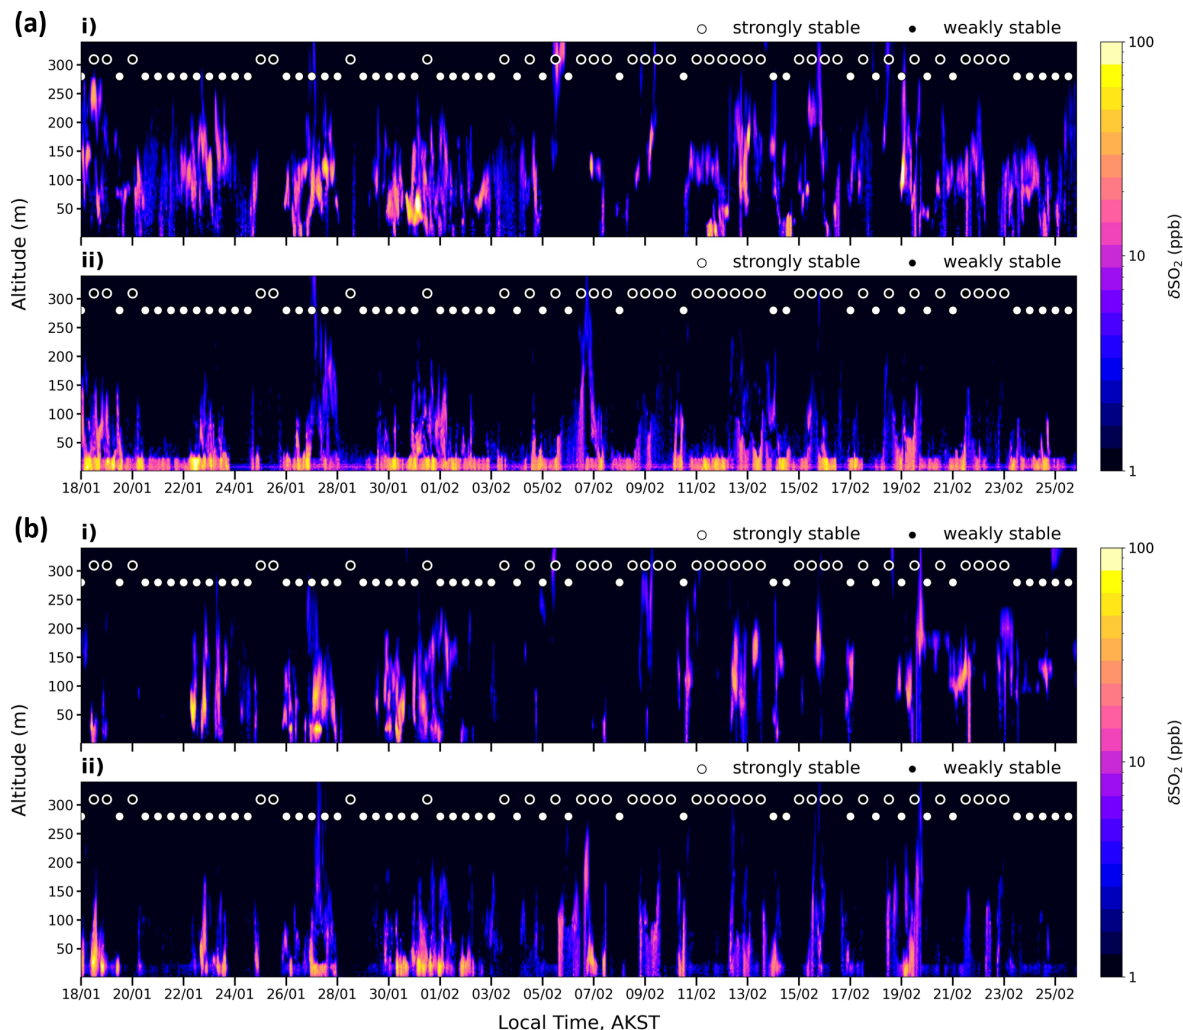 (a)
i)
strongly stable
weakly stable
300
250
200
150
100
50
ii)
strongly stable
weakly stable
300
250
200
150
100
50
18/01 20/01 22/01 24/01 26/01 28/01 30/01 01/02 03/02 05/02 07/02 09/02 11/02 13/02 15/02 17/02 19/02 21/02 23/02 25/02
Altitude (m)
100
10
1
δSO2 (ppb)
(b)
i)
strongly stable
weakly stable
300
250
200
150
100
50
ii)
strongly stable
weakly stable
300
250
200
150
100
50
18/01 20/01 22/01 24/01 26/01 28/01 30/01 01/02 03/02 05/02 07/02 09/02 11/02 13/02 15/02 17/02 19/02 21/02 23/02 25/02
Altitude (m)
100
10
1
δSO2 (ppb)
Local Time, AKST